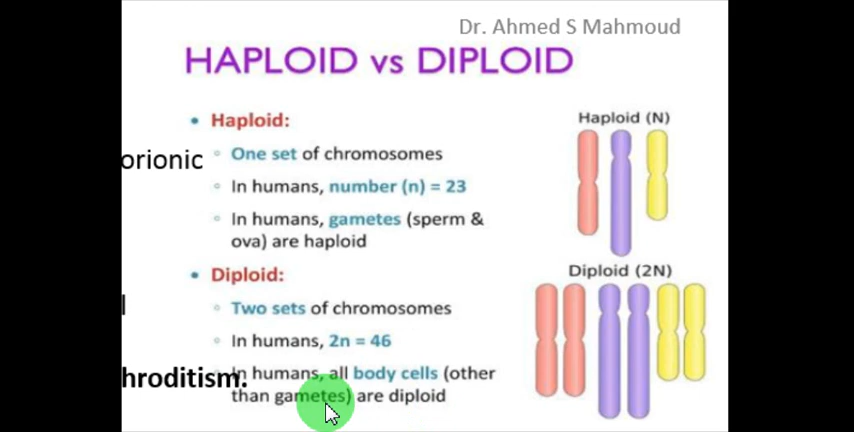 Dr. Ahmed S Mahmoud
HAPLOID vs DIPLOID
• Haploid:
orionic
◦ One set of chromosomes
◦ In humans, number (n) = 23
◦ In humans, gametes (sperm &
ova) are haploid
• Diploid:
◦ Two sets of chromosomes
◦ In humans, 2n = 46
hroditism.
In humans, all body cells (other
than gametes) are diploid
Haploid (N)
Diploid (2N)